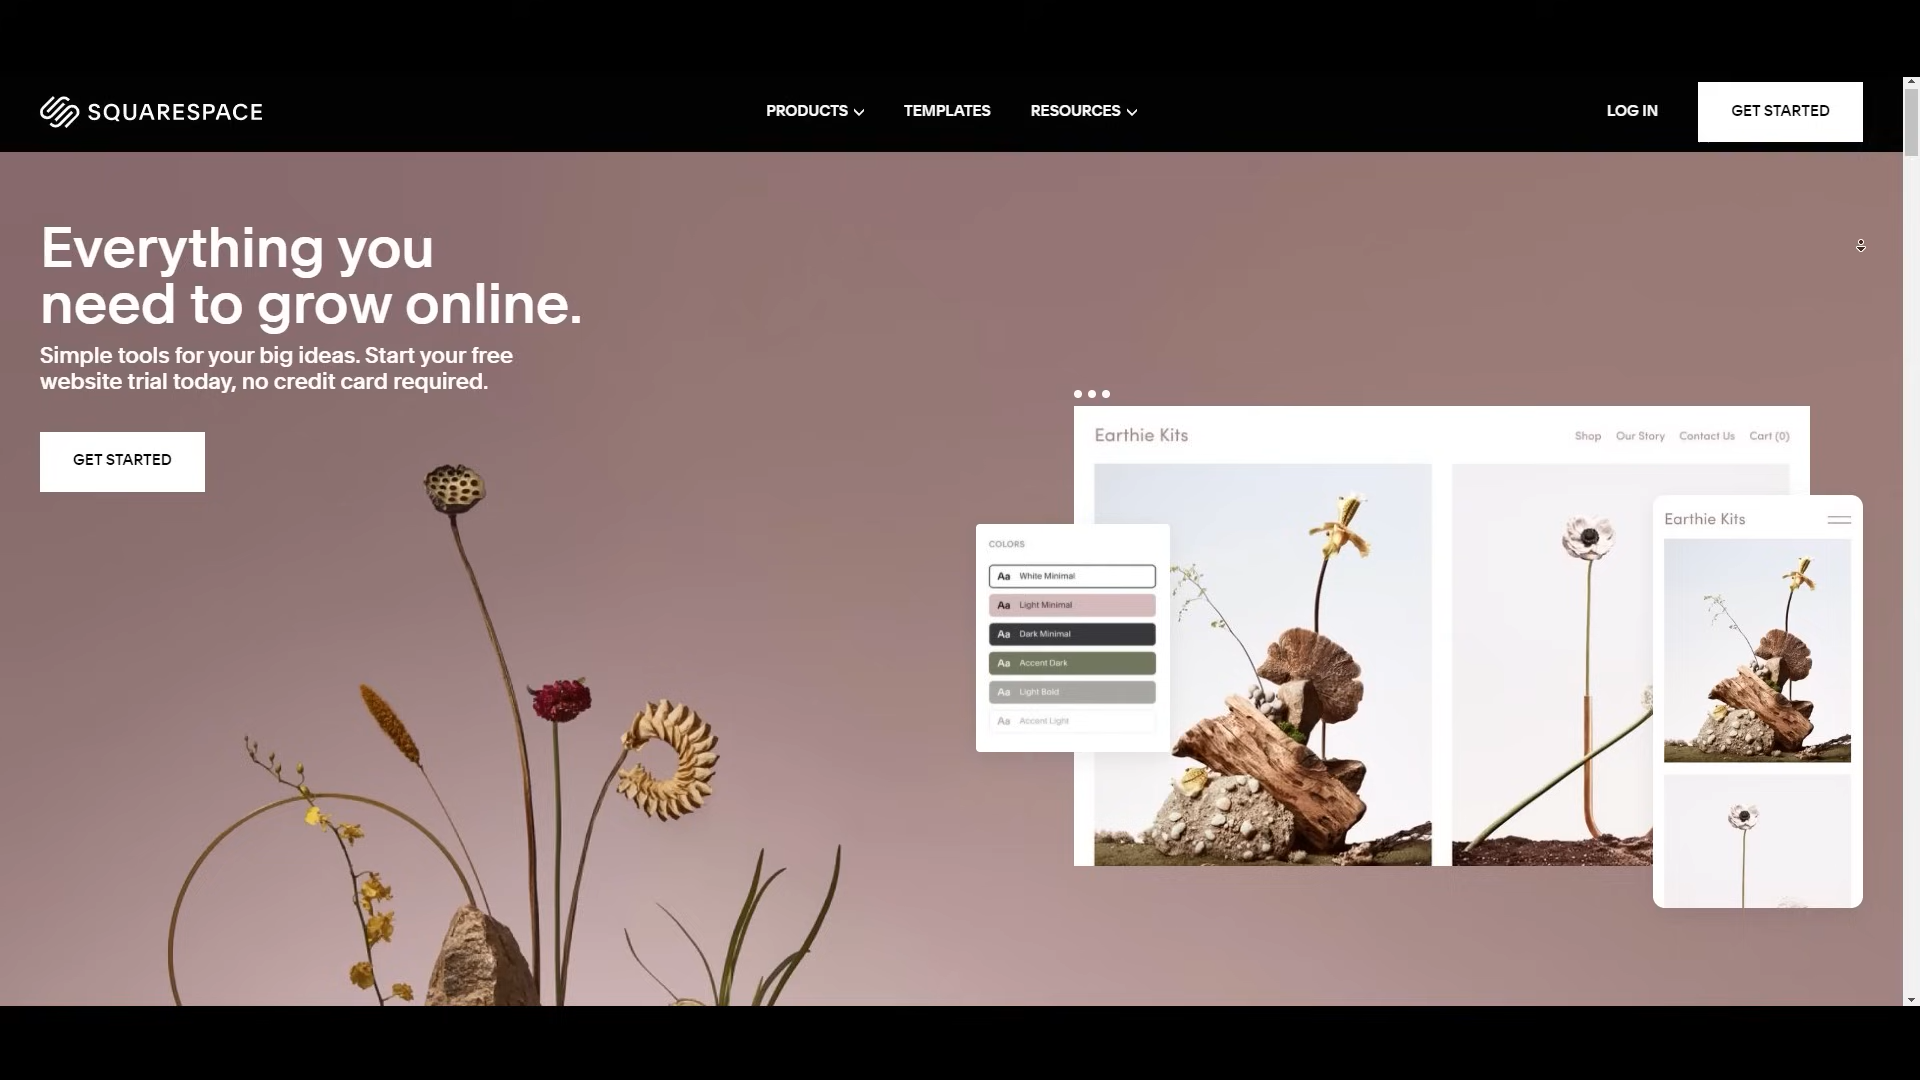 SQUARESPACE
PRODUCTS
TEMPLATES
RESOURCES
LOG IN
GET STARTED
Everything you
need to grow online.
Simple tools for your big ideas. Start your free
website trial today, no credit card required.
GET STARTED
Earthie Kits
Shop
Our Story
Contact Us
Cart (0)
COLORS
Aa White Minimal
Aa Light Minimal
Aa Dark Minimal
Aa Accent Dark
Aa Light Bold
Aa Accent Light
Earthie Kits